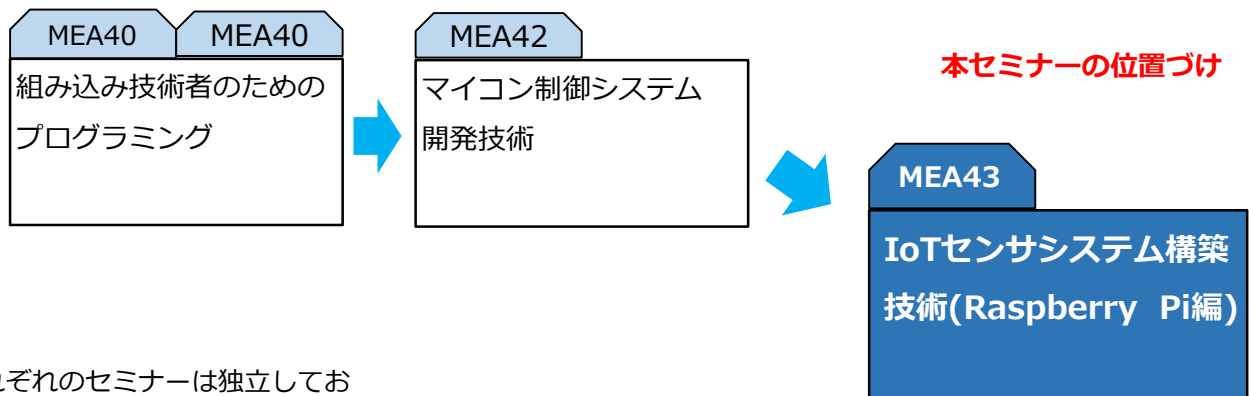 MEA40 MEA40
組み込み技術者のための
プログラミング
MEA42
マイコン制御システム
開発技術
本セミナーの位置づけ
MEA43
IoTセンサシステム構築
技術(Raspberry Pi編)
れぞれのセミナーは独立してお